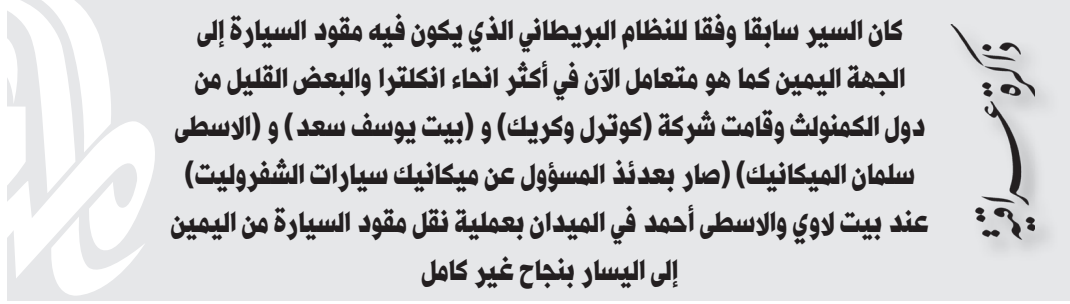 كان السير سابقا وفقا للنظام البريطاني الذي يكون فيه مقود السيارة إلى
الجهة اليمين كما هو متعامل الآن في أكثر انحاء انكلترا والبعض القليل من
دول الكمنولث وقامت شركة (كوترل وكريك) و (بيت يوسف سعد) و (الاسطى
سلمان الميكانيك) (صار بعدئذ المسؤول عن ميكانيك سيارات الشفروليت)
عند بيت لاوي والاسطى أحمد في الميدان بعملية نقل مقود السيارة من اليمين
إلى اليسار بنجاح غير كامل
ذاكرة عراقية